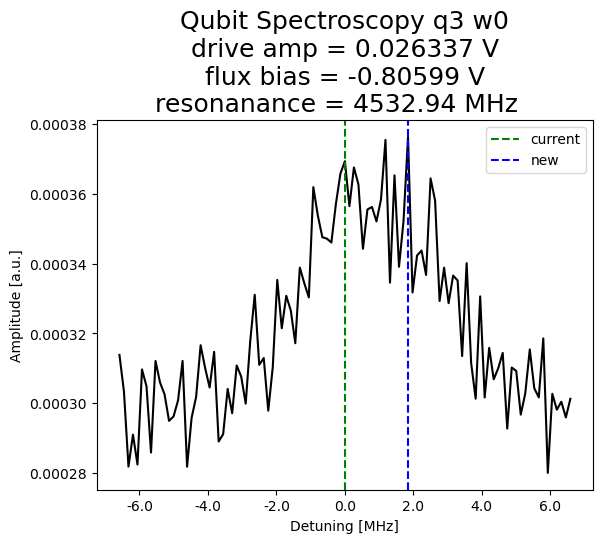 Qubit Spectroscopy q3 w0
drive amp = 0.026337 V
flux bias = -0.80599 V
resonanance = 4532.94 MHz
current
new
0.00038
0.00036
0.00034
0.00032
0.00030
0.00028
Amplitude [a.u.]
-6.0 -4.0 -2.0 0.0 2.0 4.0 6.0
Detuning [MHz]